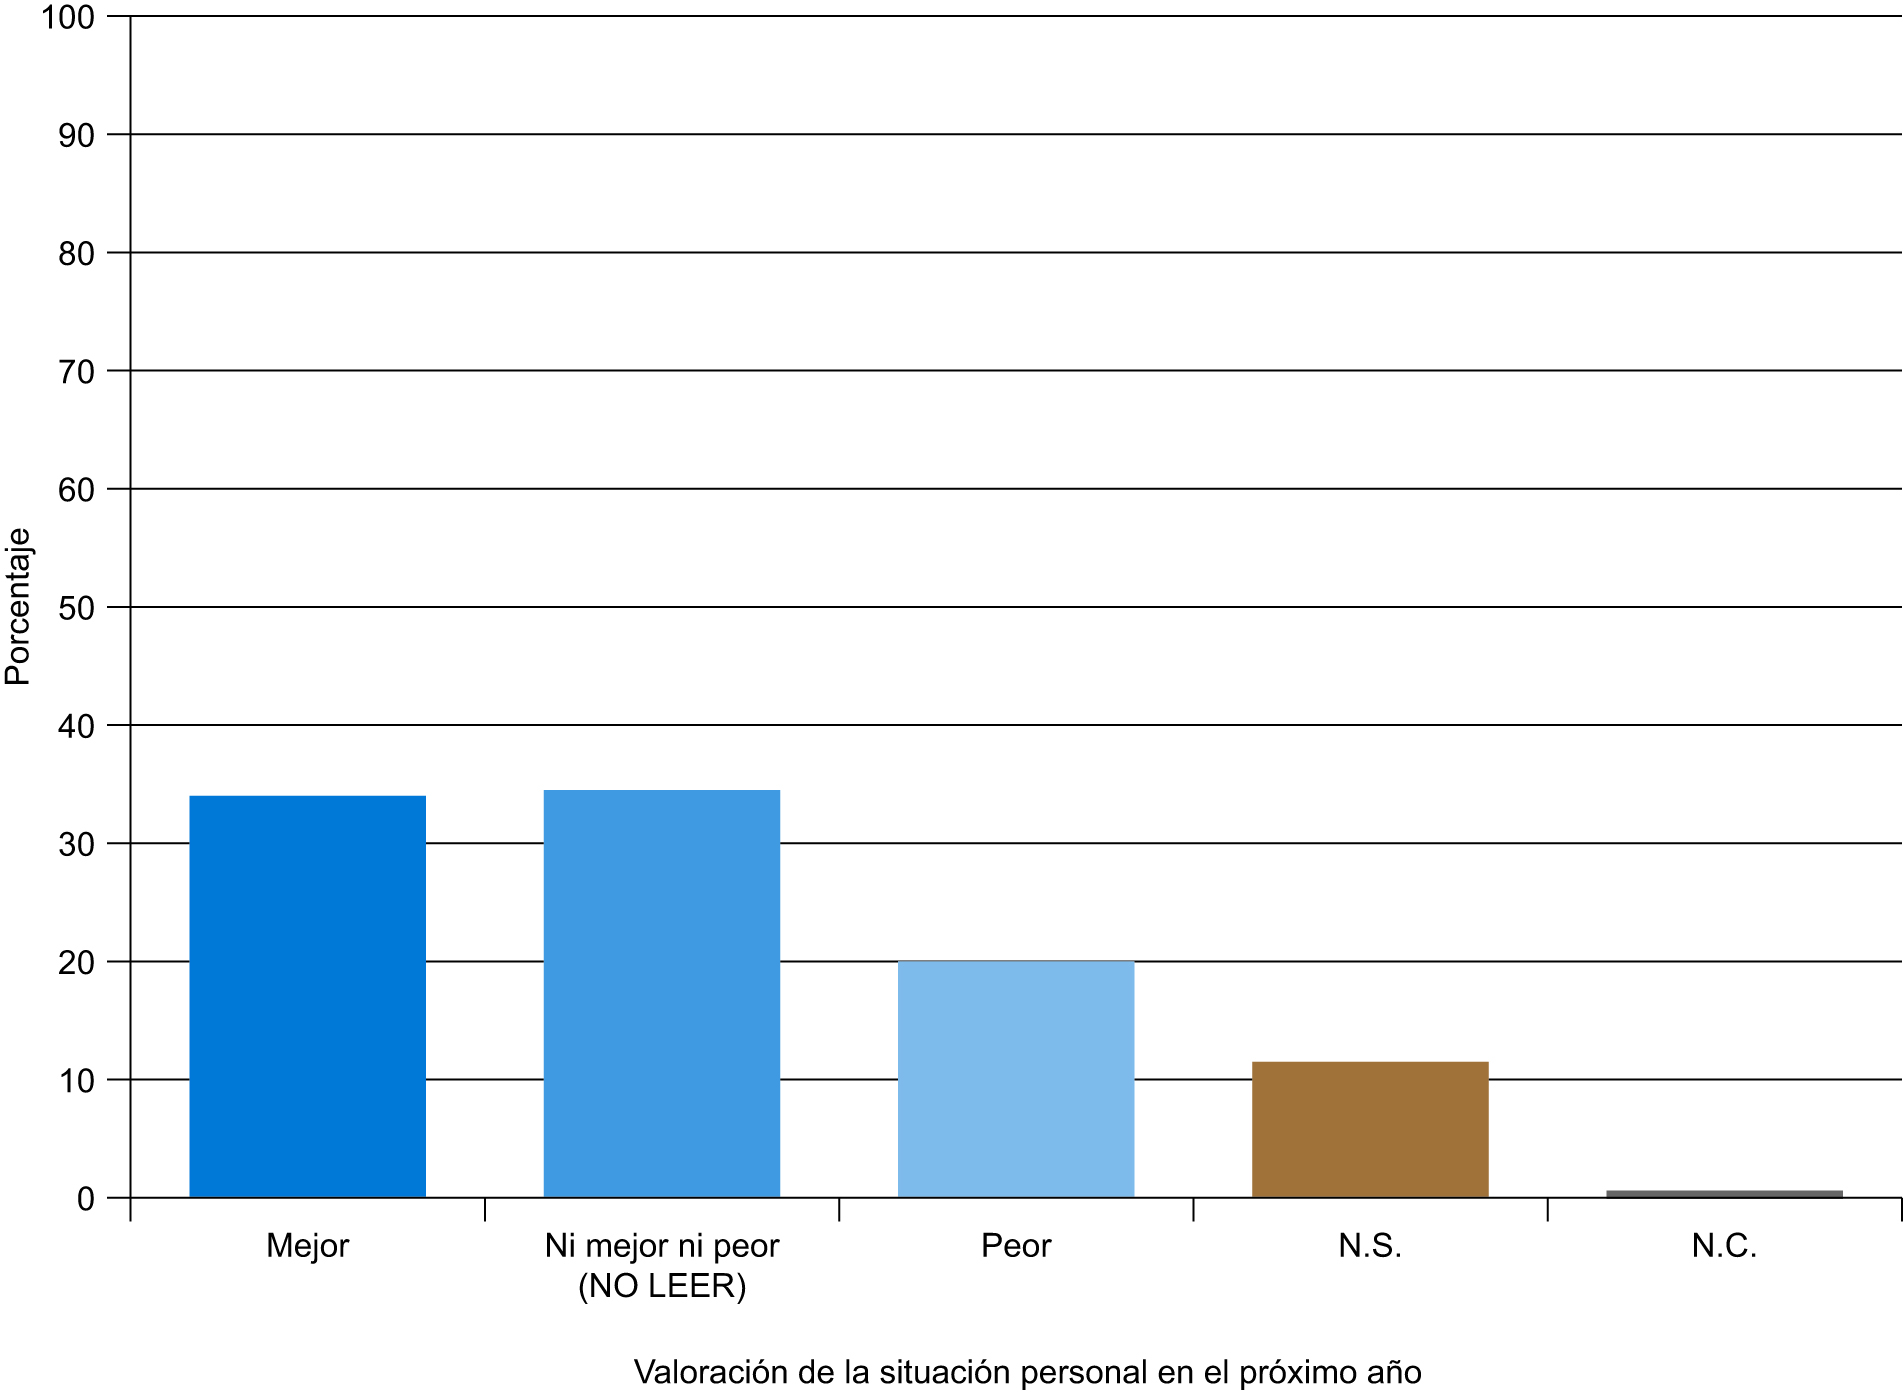 100
90
80
70
60
50
40
30
20
10
0
Porcentaje
Mejor
Ni mejor ni peor
(NO LEER)
Peor
N.S.
N.C.
Valoración de la situación personal en el próximo año